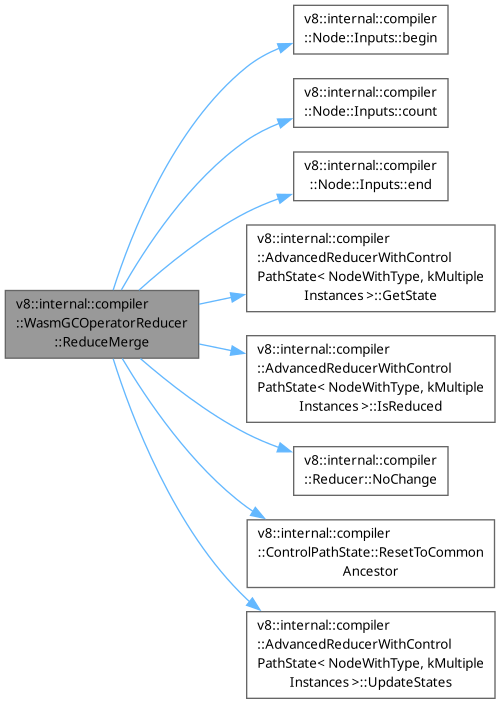 v8::internal::compiler
::Node::Inputs::begin
v8::internal::compiler
::Node::Inputs::count
v8::internal::compiler
::Node::Inputs::end
v8::internal::compiler
::AdvancedReducerWithControl
PathState< NodeWithType, kMultiple
Instances >::GetState
v8::internal::compiler
::WasmGCOperatorReducer
::ReduceMerge
v8::internal::compiler
::AdvancedReducerWithControl
PathState< NodeWithType, kMultiple
Instances >::IsReduced
v8::internal::compiler
::Reducer::NoChange
v8::internal::compiler
::ControlPathState::ResetToCommon
Ancestor
v8::internal::compiler
::AdvancedReducerWithControl
PathState< NodeWithType, kMultiple
Instances >::UpdateStates